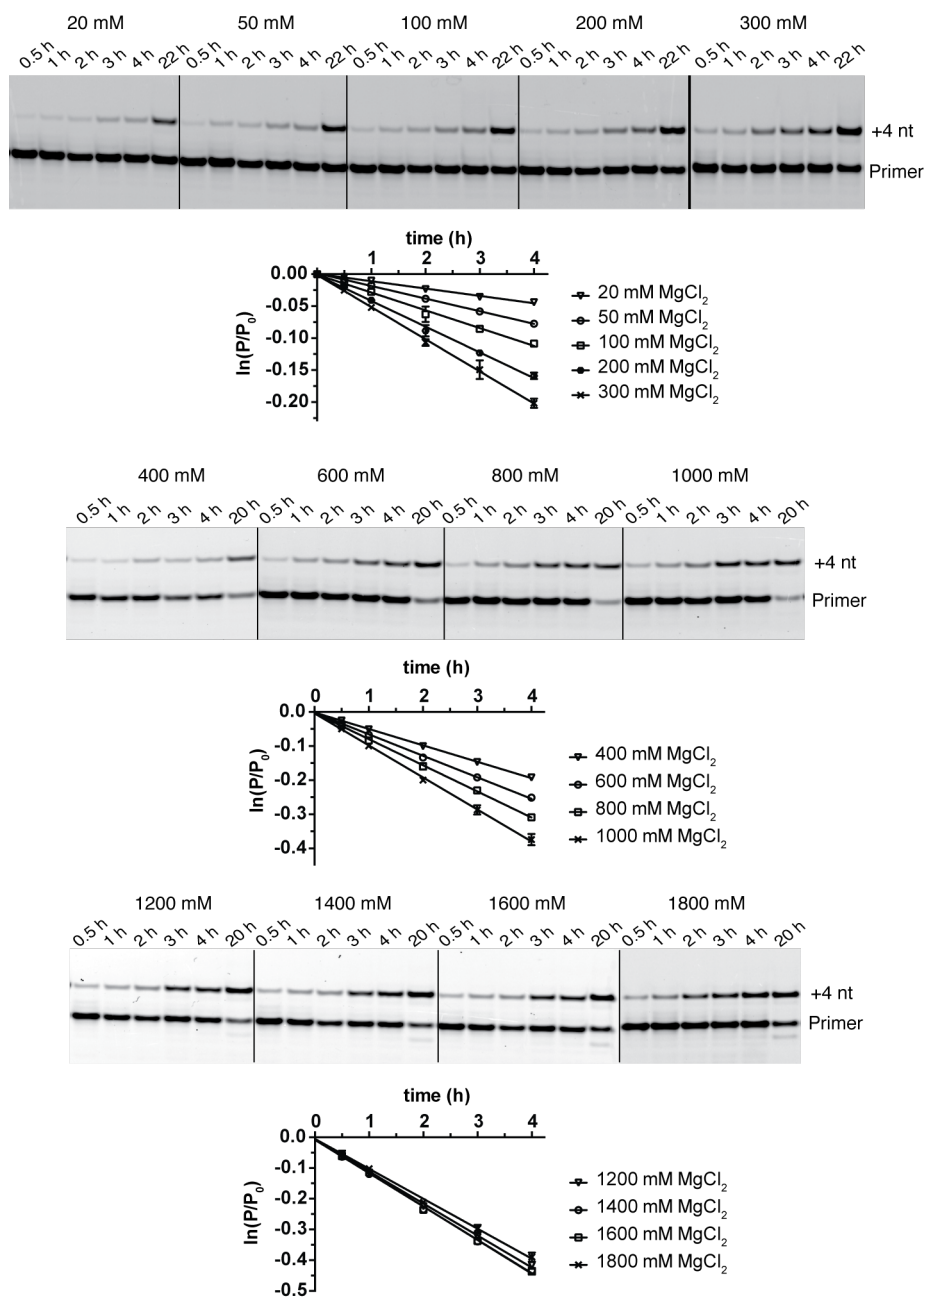 20 mM 50 mM 100 mM 200 mM 300 mM
0.5 h 1 h 2 h 3 h 4 h 22 h 0.5 h 1 h 2 h 3 h 4 h 22 h 0.5 h 1 h 2 h 3 h 4 h 22 h 0.5 h 1 h 2 h 3 h 4 h 22 h 0.5 h 1 h 2 h 3 h 4 h 22 h
+4 nt
Primer
time (h)
1 2 3 4
0.00
-0.05
-0.10
-0.15
-0.20
ln(P/P₀)
20 mM MgCl₂
50 mM MgCl₂
100 mM MgCl₂
200 mM MgCl₂
300 mM MgCl₂
400 mM 600 mM 800 mM 1000 mM
0.5 h 1 h 2 h 3 h 4 h 20 h 0.5 h 1 h 2 h 3 h 4 h 20 h 0.5 h 1 h 2 h 3 h 4 h 20 h 0.5 h 1 h 2 h 3 h 4 h 20 h
+4 nt
Primer
time (h)
0 1 2 3 4
0.0
-0.1
-0.2
-0.3
-0.4
ln(P/P₀)
400 mM MgCl₂
600 mM MgCl₂
800 mM MgCl₂
1000 mM MgCl₂
1200 mM 1400 mM 1600 mM 1800 mM
0.5 h 1 h 2 h 3 h 4 h 20 h 0.5 h 1 h 2 h 3 h 4 h 20 h 0.5 h 1 h 2 h 3 h 4 h 20 h 0.5 h 1 h 2 h 3 h 4 h 20 h
+4 nt
Primer
time (h)
0 1 2 3 4
0.0
-0.1
-0.2
-0.3
-0.4
-0.5
ln(P/P₀)
1200 mM MgCl₂
1400 mM MgCl₂
1600 mM MgCl₂
1800 mM MgCl₂